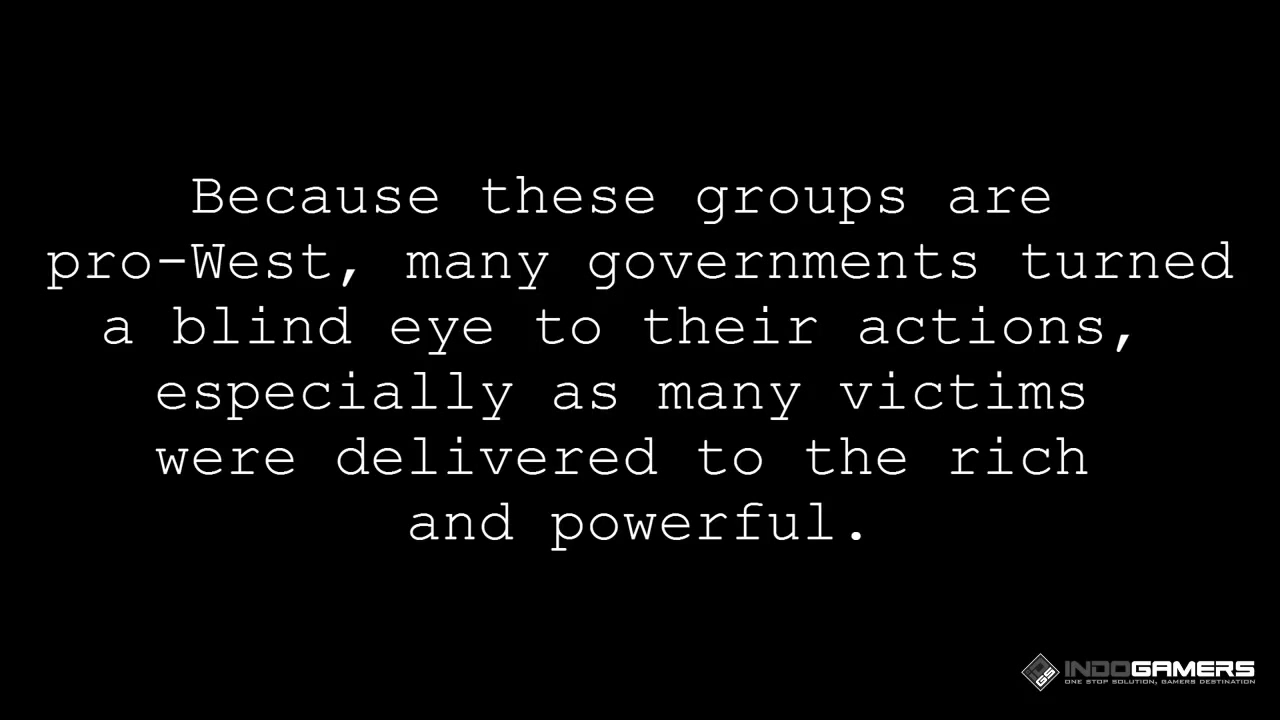 Because these groups are
pro-West, many governments turned
a blind eye to their actions,
especially as many victims
were delivered to the rich
and powerful.
GS
INDOGAMERS
ONE STOP SOLUTION, GAMERS DESTINATION